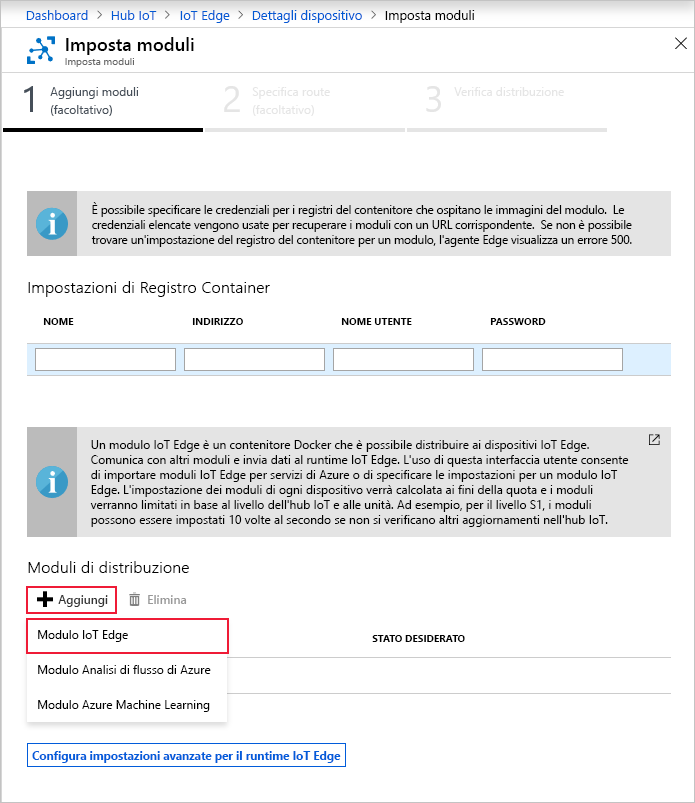 Dashboard > Hub IoT > IoT Edge > Dettagli dispositivo > Imposta moduli
Imposta moduli
Imposta moduli
1 Aggiungi moduli
(facoltativo)
2 Specifica route
(facoltativo)
3 Verifica distribuzione
È possibile specificare le credenziali per i registri del contenitore che ospitano le immagini del modulo. Le
credenziali elencate vengono usate per recuperare i moduli con un URL corrispondente. Se non è possibile
trovare un'impostazione del registro del contenitore per un modulo, l'agente Edge visualizza un errore 500.
Impostazioni di Registro Container
NOME INDIRIZZO NOME UTENTE PASSWORD
Un modulo IoT Edge è un contenitore Docker che è possibile distribuire ai dispositivi IoT Edge.
Comunica con altri moduli e invia dati al runtime IoT Edge. L'uso di questa interfaccia utente consente
di importare moduli IoT Edge per servizi di Azure o di specificare le impostazioni per un modulo IoT
Edge. L'impostazione dei moduli di ogni dispositivo verrà calcolata ai fini della quota e i moduli
verranno limitati in base al livello dell'hub IoT e alle unità. Ad esempio, per il livello S1, i moduli
possono essere impostati 10 volte al secondo se non si verificano altri aggiornamenti nell'hub IoT.
Moduli di distribuzione
Aggiungi Elimina
Modulo IoT Edge
STATO DESIDERATO
Modulo Analisi di flusso di Azure
Modulo Azure Machine Learning
Configura impostazioni avanzate per il runtime IoT Edge